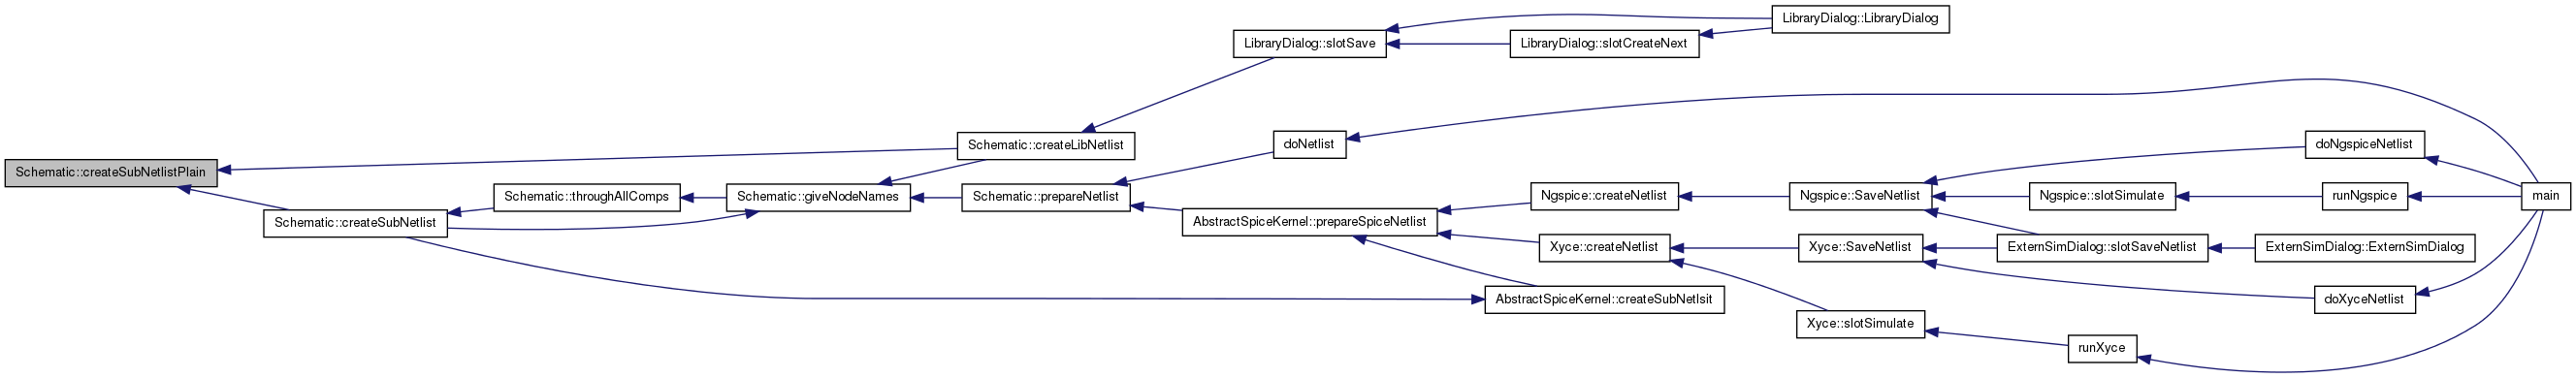 LibraryDialog::LibraryDialog
LibraryDialog::slotSave
LibraryDialog::slotCreateNext
Schematic::createLibNetlist
doNetlist
doNgspiceNetlist
Schematic::createSubNetlistPlain
Schematic::throughAllComps
Schematic::giveNodeNames
Schematic::prepareNetlist
Ngspice::createNetlist
Ngspice::SaveNetlist
Ngspice::slotSimulate
runNgspice
main
Schematic::createSubNetlist
AbstractSpiceKernel::prepareSpiceNetlist
Xyce::createNetlist
Xyce::SaveNetlist
ExternSimDialog::slotSaveNetlist
ExternSimDialog::ExternSimDialog
AbstractSpiceKernel::createSubNetlsit
doXyceNetlist
Xyce::slotSimulate
runXyce